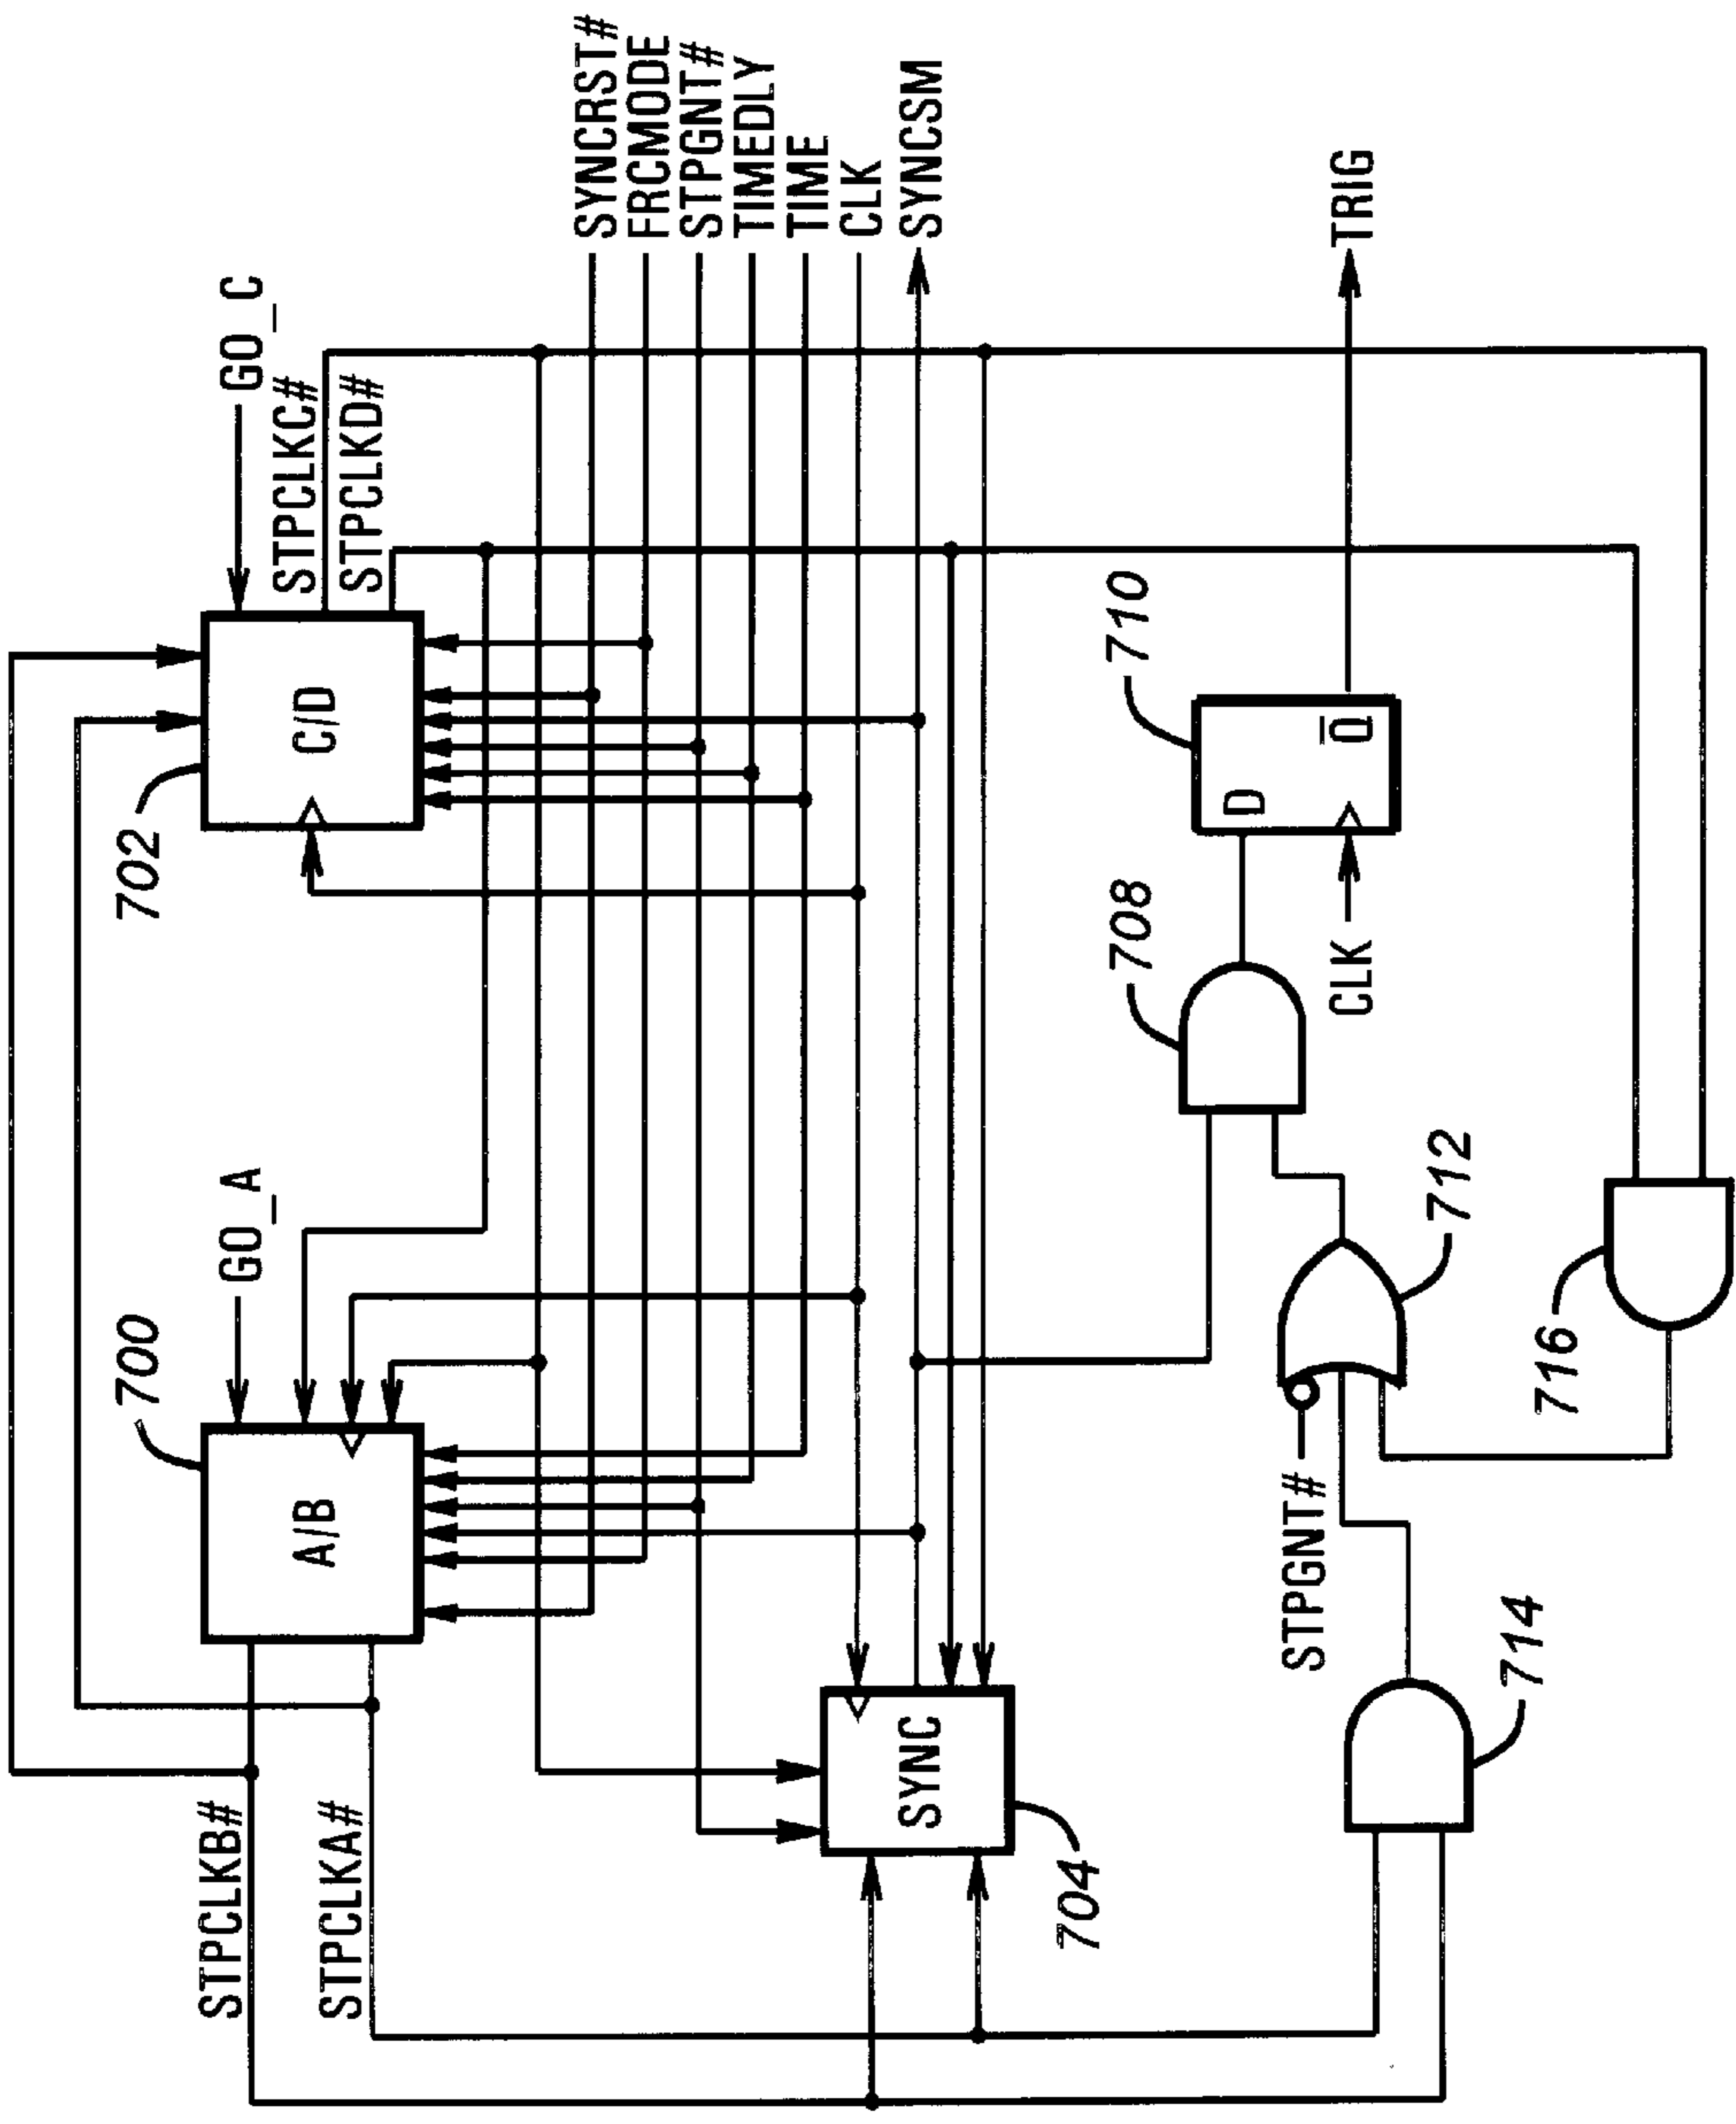 700
GO_A
702
GO_C
STPCLKB#
A/B
C/D
STPCLKC#
STPCLKA#
STPCLKD#
SYNCRST#
FRCMODE
STPGNT#
TIMEDLY
TIME
CLK
SYNC
SYNCSM
704
708
710
D
Q
TRIG
STPGNT#
CLK
712
714
716